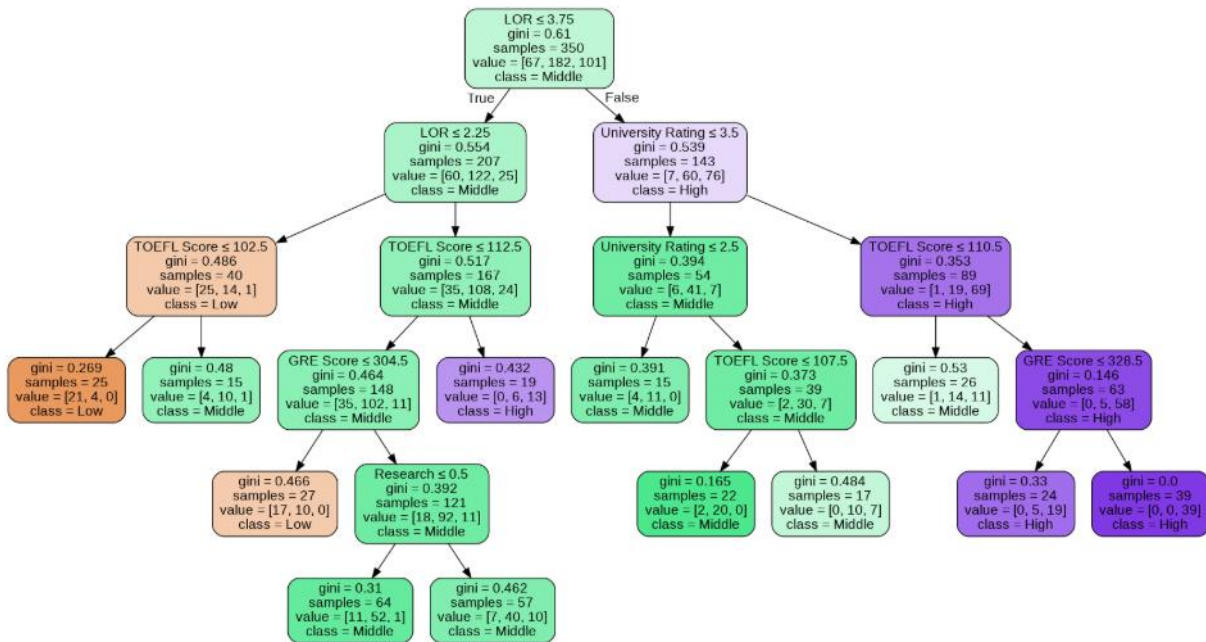 LOR ≤ 3.75
gini = 0.61
samples = 350
value = [67, 182, 101]
class = Middle
True
False
LOR ≤ 2.25
gini = 0.554
samples = 207
value = [60, 122, 25]
class = Middle
University Rating ≤ 3.5
gini = 0.539
samples = 143
value = [7, 60, 76]
class = High
TOEFL Score ≤ 102.5
gini = 0.486
samples = 40
value = [25, 14, 1]
class = Low
TOEFL Score ≤ 112.5
gini = 0.517
samples = 167
value = [35, 108, 24]
class = Middle
University Rating ≤ 2.5
gini = 0.394
samples = 54
value = [6, 41, 7]
class = Middle
TOEFL Score ≤ 110.5
gini = 0.353
samples = 89
value = [1, 19, 69]
class = High
gini = 0.269
samples = 25
value = [21, 4, 0]
class = Low
gini = 0.48
samples = 15
value = [4, 10, 1]
class = Middle
GRE Score ≤ 304.5
gini = 0.464
samples = 148
value = [35, 102, 11]
class = Middle
gini = 0.432
samples = 19
value = [0, 6, 13]
class = High
gini = 0.391
samples = 15
value = [4, 11, 0]
class = Middle
TOEFL Score ≤ 107.5
gini = 0.373
samples = 39
value = [2, 30, 7]
class = Middle
gini = 0.53
samples = 26
value = [1, 14, 11]
class = Middle
GRE Score ≤ 328.5
gini = 0.146
samples = 63
value = [0, 5, 58]
class = High
gini = 0.466
samples = 27
value = [17, 10, 0]
class = Low
Research ≤ 0.5
gini = 0.392
samples = 121
value = [18, 92, 11]
class = Middle
gini = 0.165
samples = 22
value = [2, 20, 0]
class = Middle
gini = 0.484
samples = 17
value = [0, 10, 7]
class = Middle
gini = 0.33
samples = 24
value = [0, 5, 19]
class = High
gini = 0.0
samples = 39
value = [0, 0, 39]
class = High
gini = 0.31
samples = 64
value = [11, 52, 1]
class = Middle
gini = 0.462
samples = 57
value = [7, 40, 10]
class = Middle